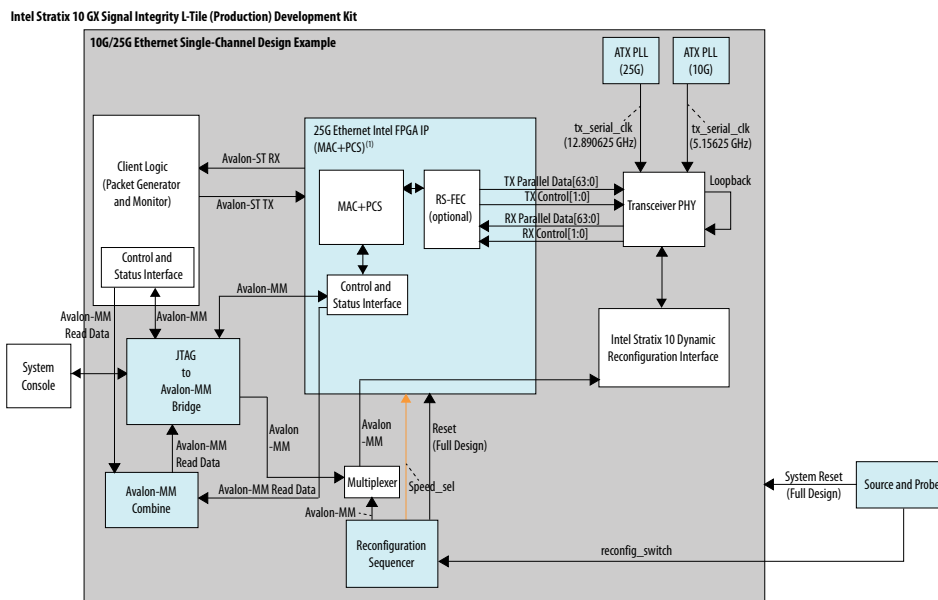 Intel Stratix 10 GX Signal Integrity L-Tile (Production) Development Kit
10G/25G Ethernet Single-Channel Design Example
ATX PLL
(25G)
ATX PLL
(10G)
tx_serial_clk
(12.890625 GHz)
tx_serial_clk
(5.15625 GHz)
25G Ethernet Intel FPGA IP
(MAC+PCS)(1)
Client Logic
(Packet Generator
and Monitor)
Avalon-ST RX
Avalon-ST TX
MAC+PCS
RS-FEC
(optional)
TX Parallel Data[63:0]
TX Control[1:0]
RX Parallel Data[63:0]
RX Control[1:0]
Transceiver PHY
Loopback
Control and
Status Interface
Avalon-MM
Control and
Status Interface
Avalon-MM
Read Data
Avalon-MM
Intel Stratix 10 Dynamic
Reconfiguration Interface
System
Console
JTAG
to
Avalon-MM
Bridge
Avalon
-MM
Avalon
-MM
Reset
(Full Design)
Avalon-MM
Read Data
Avalon-MM
Combine
Avalon-MM Read Data
Multiplexer
Speed_sel
Avalon-MM
Reconfiguration
Sequencer
System Reset
(Full Design)
Source and Probe
reconfig_switch